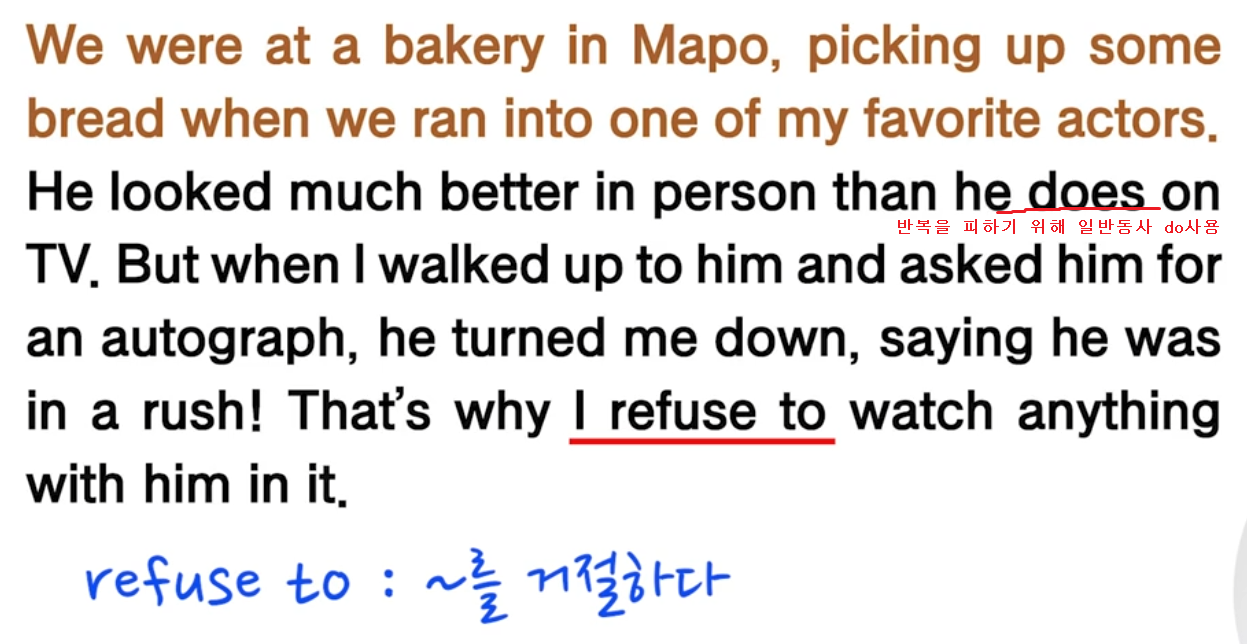 We were at a bakery in Mapo, picking up some
bread when we ran into one of my favorite actors.
He looked much better in person than he does on
반복을 피하기 위해 일반동사 do사용
TV. But when I walked up to him and asked him for
an autograph, he turned me down, saying he was
in a rush! That's why I refuse to watch anything
with him in it.
refuse to : ~를 거절하다